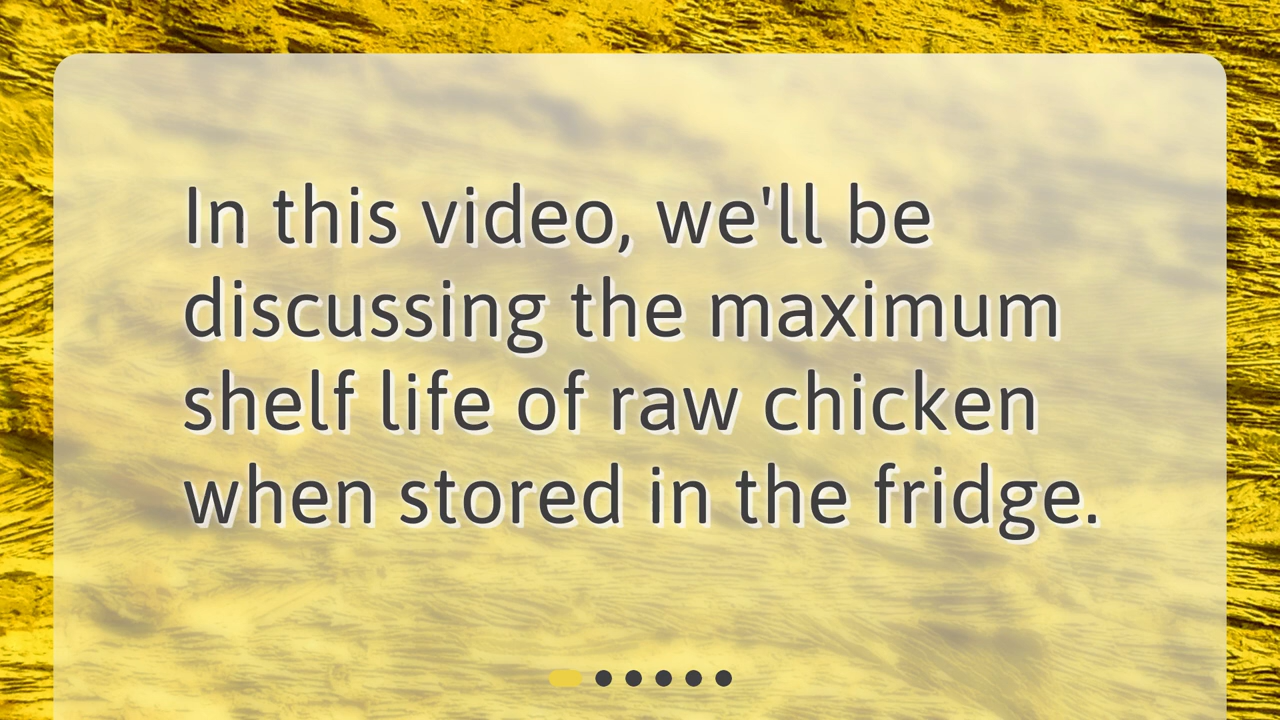 In this video, we'll be
discussing the maximum
shelf life of raw chicken
when stored in the fridge.